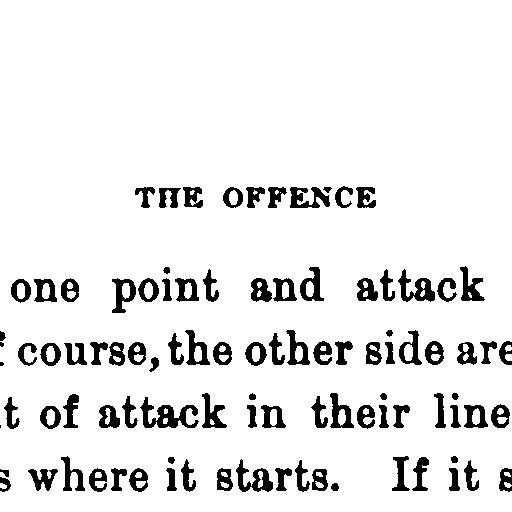 THE OFFENCE
one point and attack
course, the other side are
of attack in their line
where it starts. If it